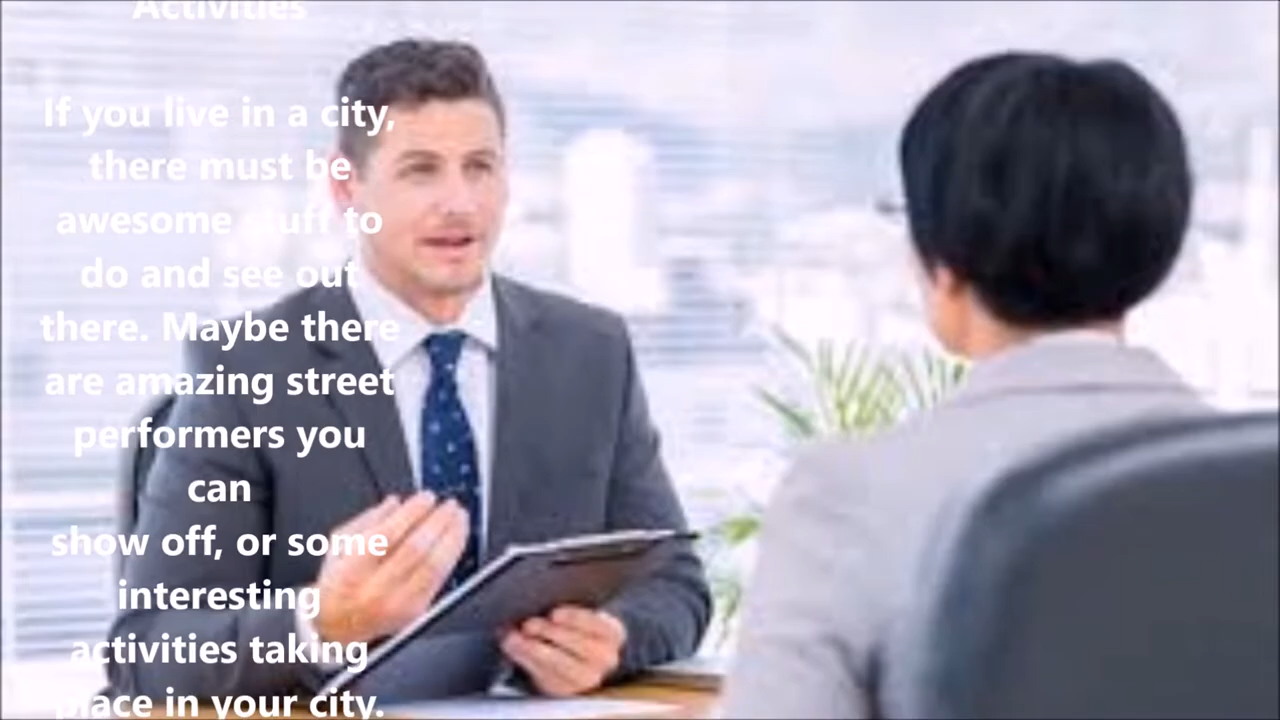 Activities
If you live in a city,
there must be
awesome stuff to
do and see out
there. Maybe there
are amazing street
performers you
can
show off, or some
interesting
activities taking
place in your city.